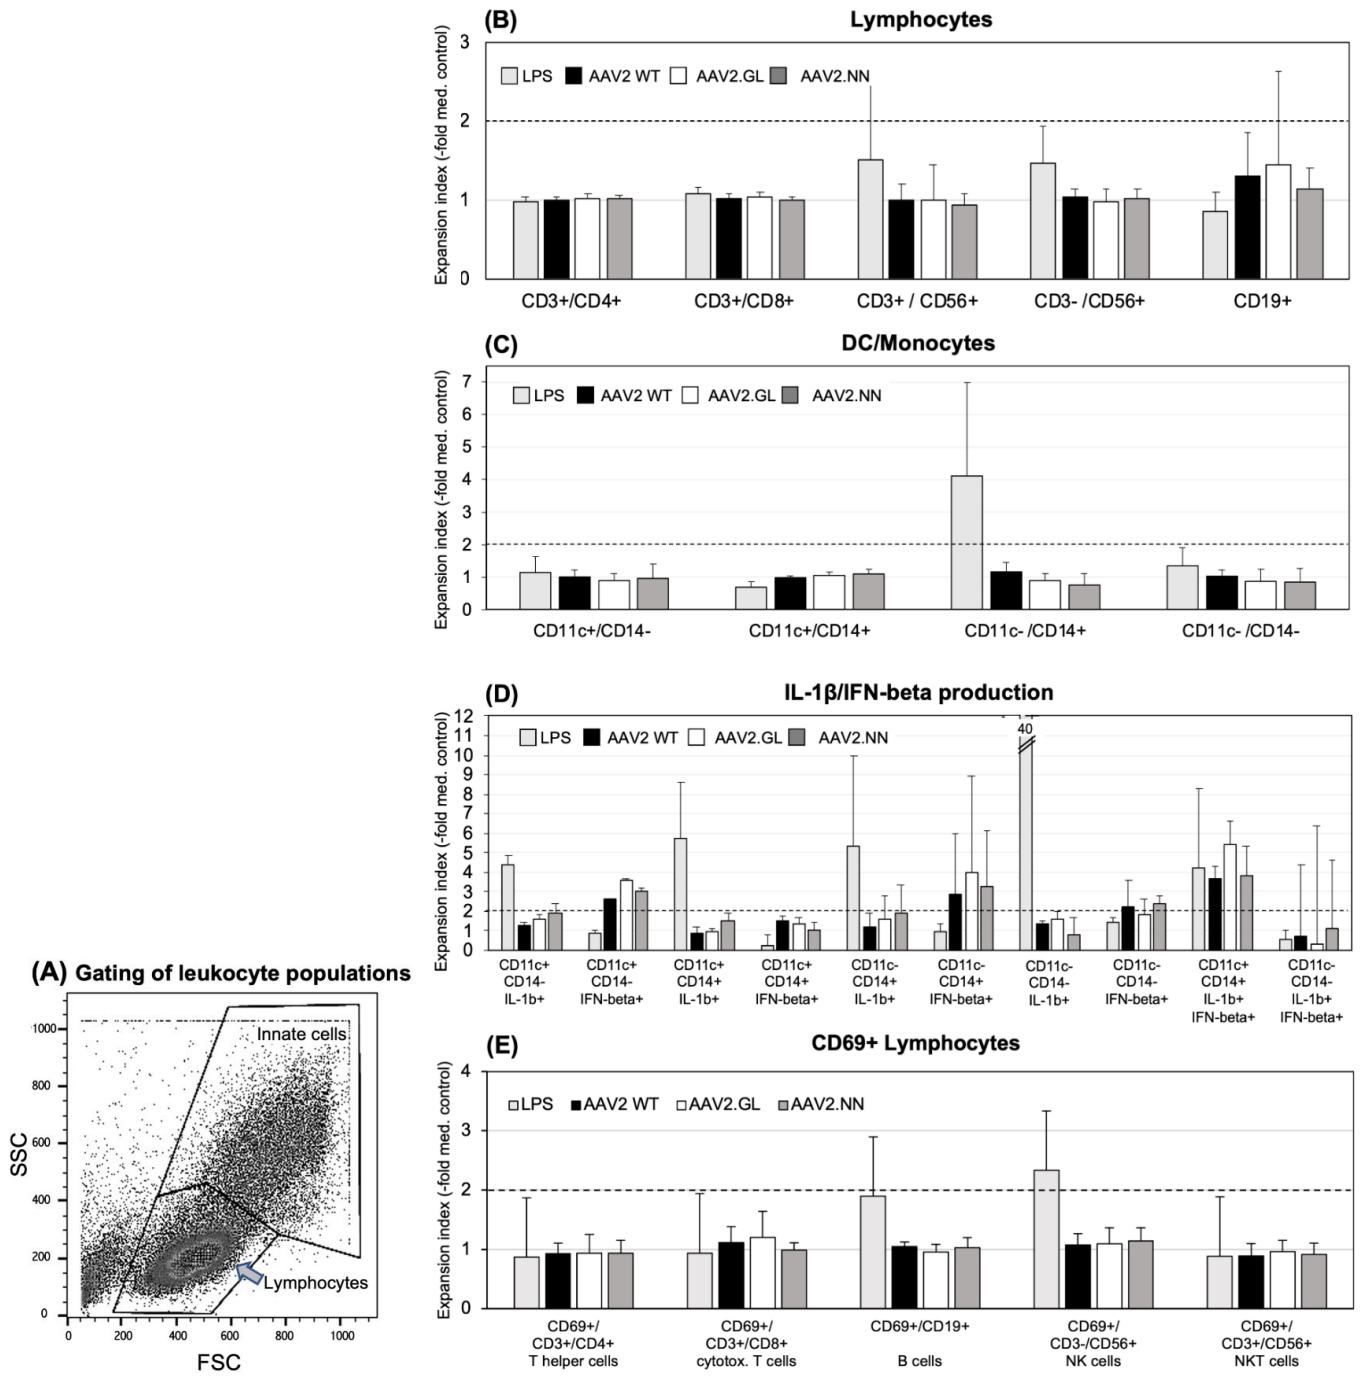 (B)
Lymphocytes
Expansion index (-fold med. control)
3
2
1
0
LPS AAV2 WT AAV2.GL AAV2.NN
CD3+/CD4+ CD3+/CD8+ CD3+ / CD56+ CD3- /CD56+ CD19+
(C)
DC/Monocytes
Expansion index (-fold med. control)
7
6
5
4
3
2
1
0
LPS AAV2 WT AAV2.GL AAV2.NN
CD11c+/CD14- CD11c+/CD14+ CD11c- /CD14+ CD11c- /CD14-
(D)
IL-1β/IFN-beta production
Expansion index (-fold med. control)
12
11
10
9
8
7
6
5
4
3
2
1
0
LPS AAV2 WT AAV2.GL AAV2.NN
40
CD11c+ CD11c+ CD11c+ CD11c+ CD11c- CD11c- CD11c- CD11c- CD11c+ CD11c-
CD14- CD14- CD14+ CD14+ CD14+ CD14+ CD14- CD14- CD14+ CD14-
IL-1b+ IFN-beta+ IL-1b+ IFN-beta+ IL-1b+ IFN-beta+ IL-1b+ IFN-beta+ IL-1b+ IL-1b+
IFN-beta+ IFN-beta+
(A) Gating of leukocyte populations
SSC
1000
800
600
400
200
0
Innate cells
Lymphocytes
0 200 400 600 800 1000
FSC
(E)
CD69+ Lymphocytes
Expansion index (-fold med. control)
4
3
2
1
0
LPS AAV2 WT AAV2.GL AAV2.NN
CD69+/ CD69+/ CD69+/CD19+ CD69+/ CD69+/
CD3+/CD4+ CD3+/CD8+ CD3-/CD56+ CD3+/CD56+
T helper cells cytotox. T cells B cells NK cells NKT cells